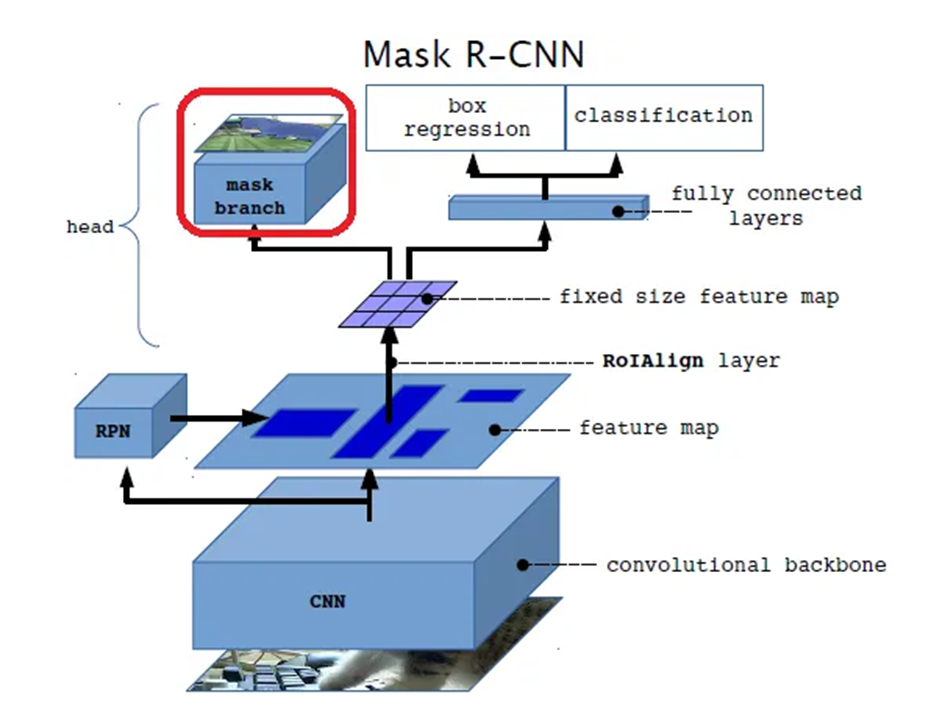 Mask R-CNN
box
regression
classification
mask
branch
fully connected
layers
head
fixed size feature map
RoIAlign layer
RPN
feature map
convolutional backbone
CNN